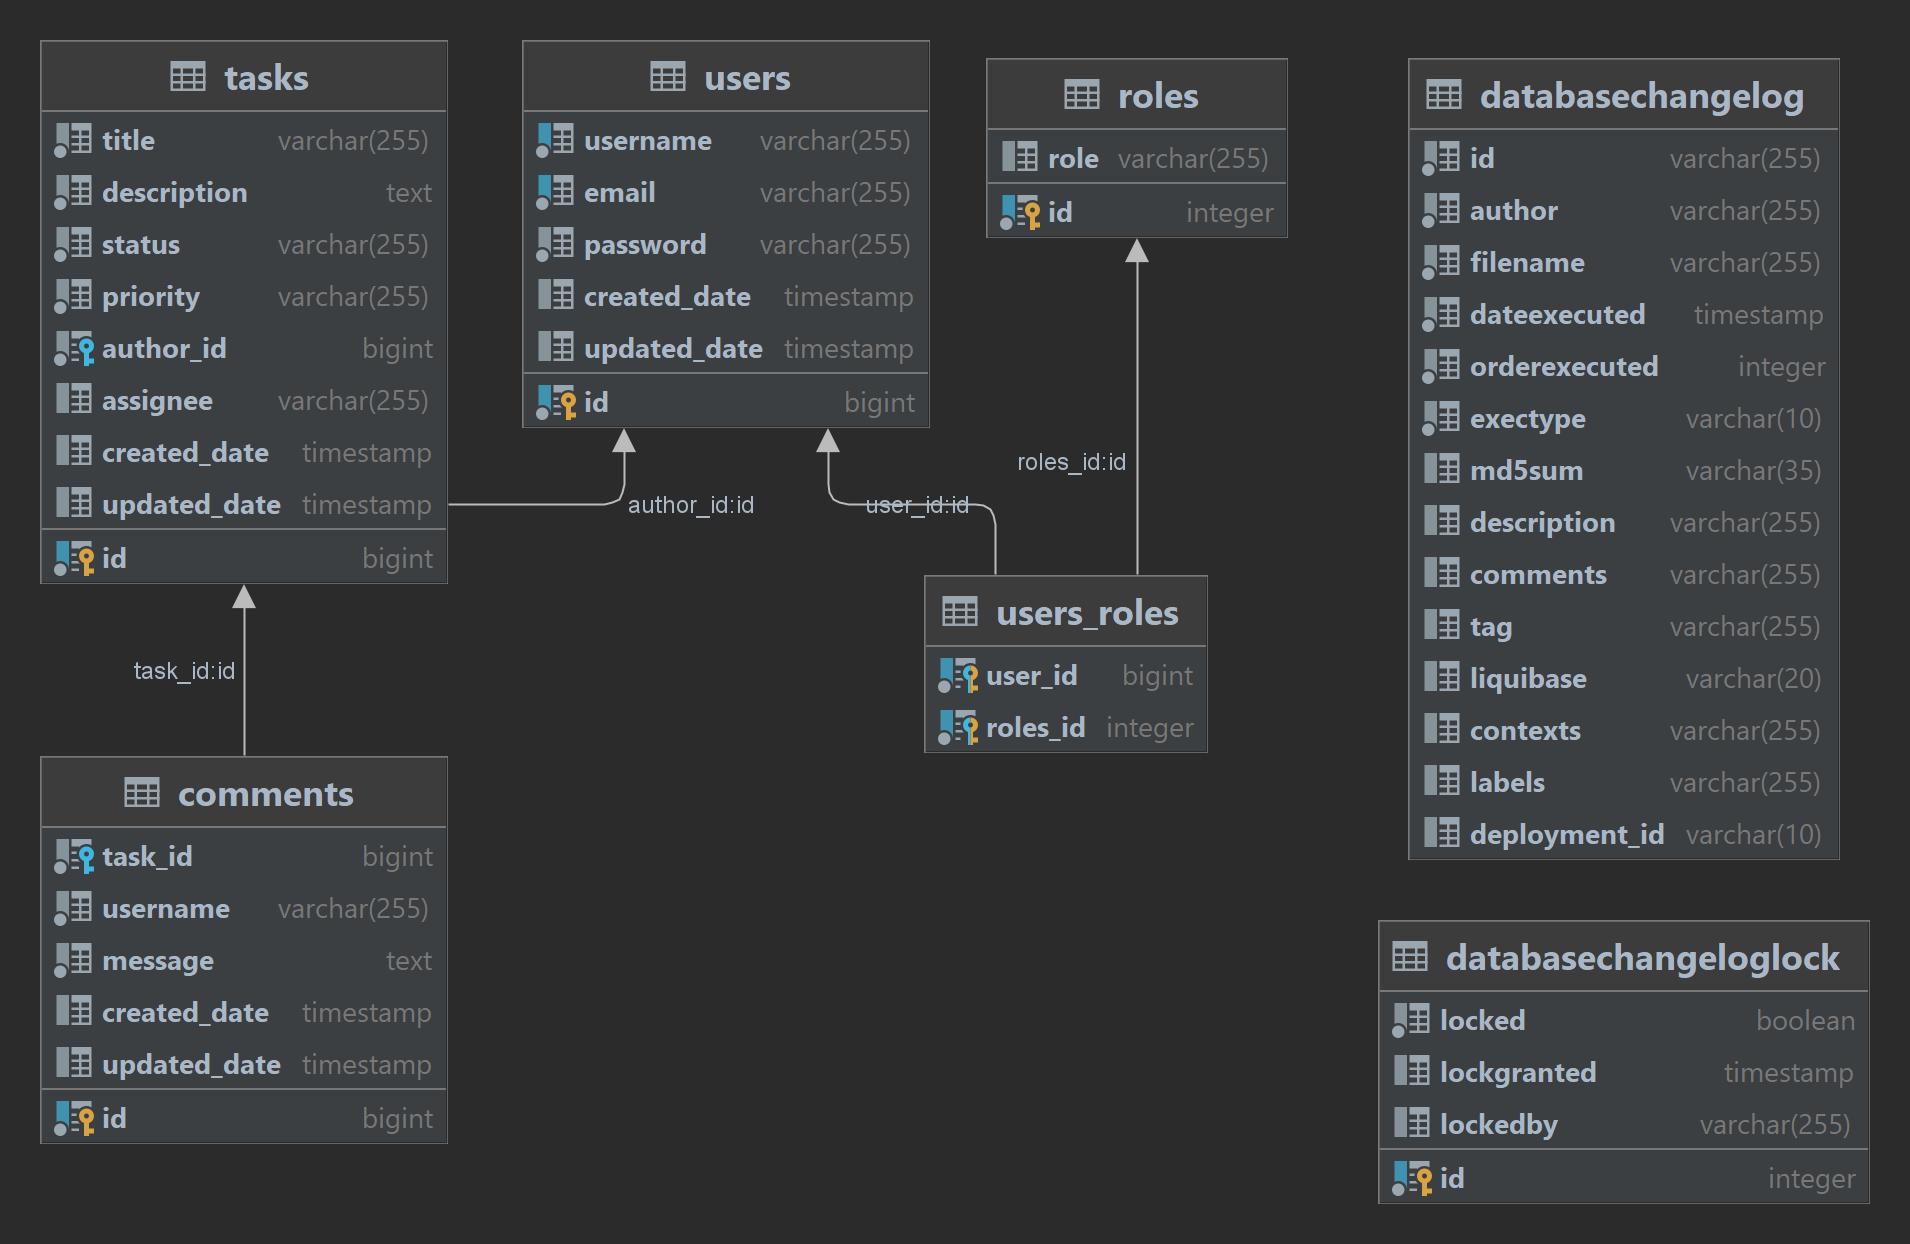 tasks
title varchar(255)
description text
status varchar(255)
priority varchar(255)
author_id bigint
assignee varchar(255)
created_date timestamp
updated_date timestamp
id bigint
users
username varchar(255)
email varchar(255)
password varchar(255)
created_date timestamp
updated_date timestamp
id bigint
roles
role varchar(255)
id integer
databasechangelog
id varchar(255)
author varchar(255)
filename varchar(255)
dateexecuted timestamp
orderexecuted integer
exectype varchar(10)
md5sum varchar(35)
description varchar(255)
comments varchar(255)
tag varchar(255)
liquibase varchar(20)
contexts varchar(255)
labels varchar(255)
deployment_id varchar(10)
roles_id:id
author_id:id
user_id:id
users_roles
user_id bigint
roles_id integer
task_id:id
comments
task_id bigint
username varchar(255)
message text
created_date timestamp
updated_date timestamp
id bigint
databasechangeloglock
locked boolean
lockgranted timestamp
lockedby varchar(255)
id integer